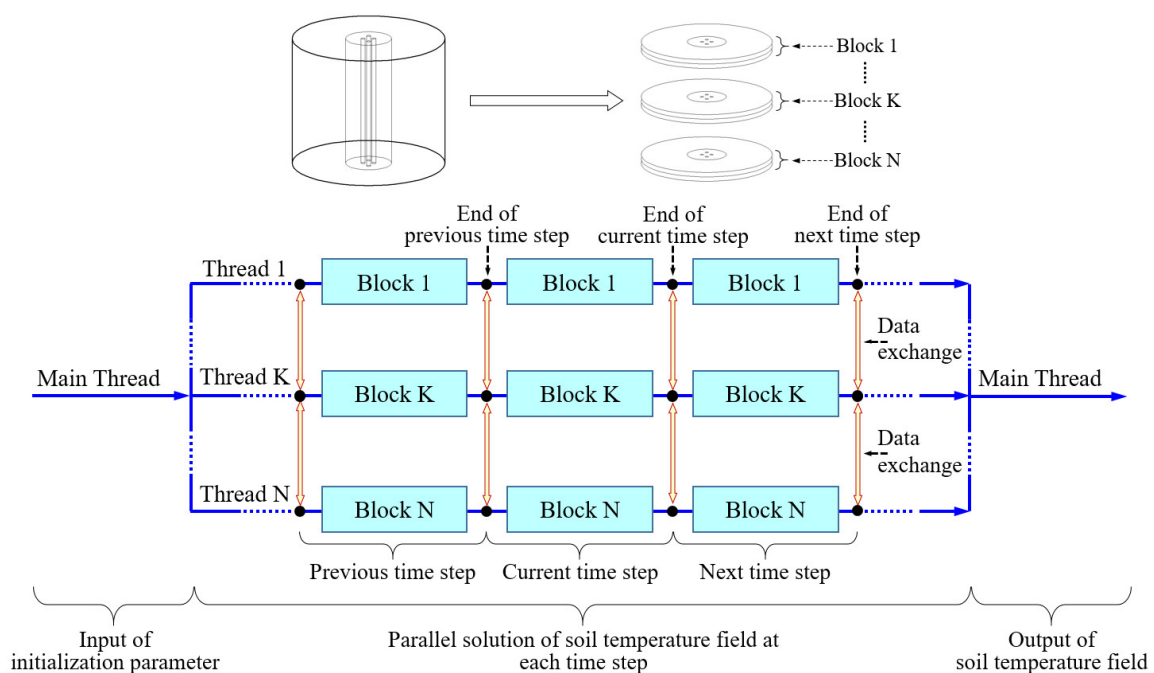 Block 1
Block K
Block N
End of
previous time step
End of
current time step
End of
next time step
Thread 1
Block 1
Block 1
Block 1
Data
exchange
Main Thread
Thread K
Block K
Block K
Block K
Main Thread
Data
exchange
Thread N
Block N
Block N
Block N
Previous time step
Current time step
Next time step
Input of
initialization parameter
Parallel solution of soil temperature field at
each time step
Output of
soil temperature field